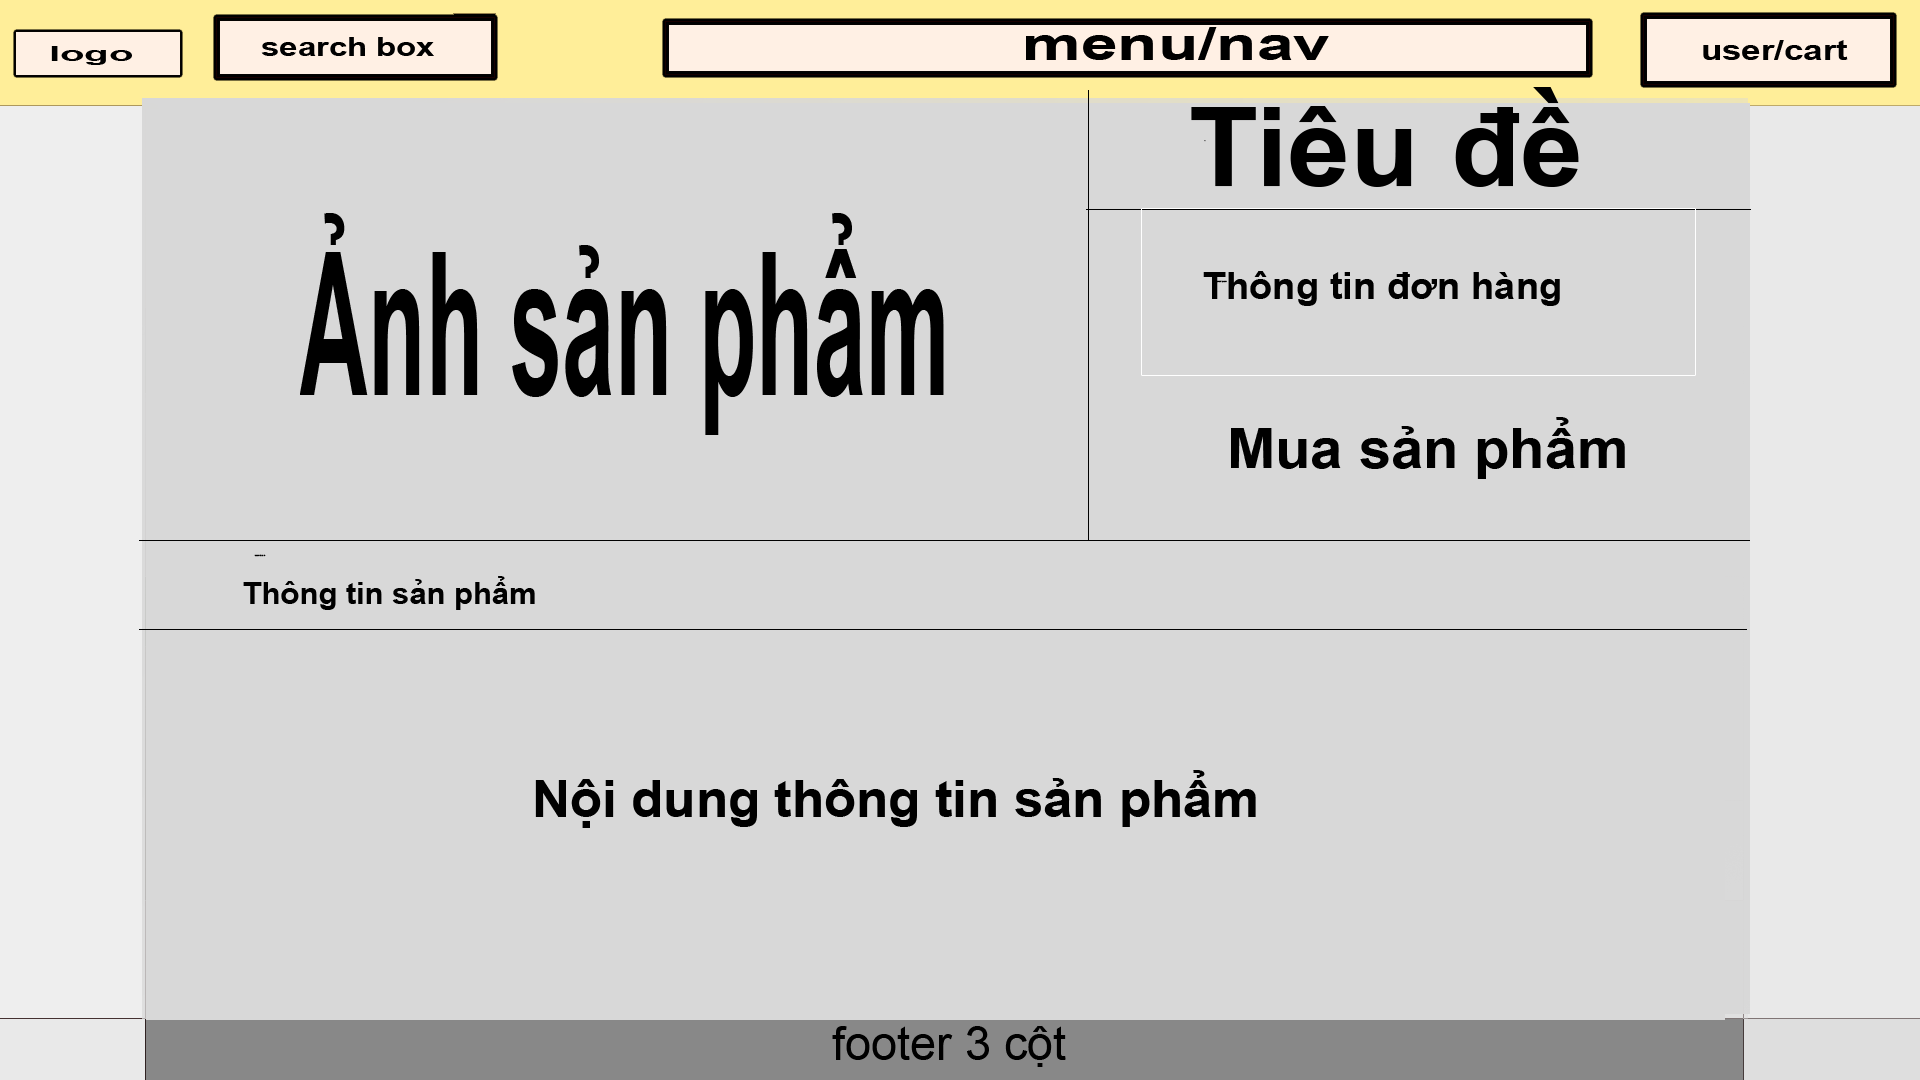 logo
search box
menu/nav
user/cart
Tiêu đề
Ảnh sản phẩm
Thông tin đơn hàng
Mua sản phẩm
Thông tin sản phẩm
Nội dung thông tin sản phẩm
footer 3 cột